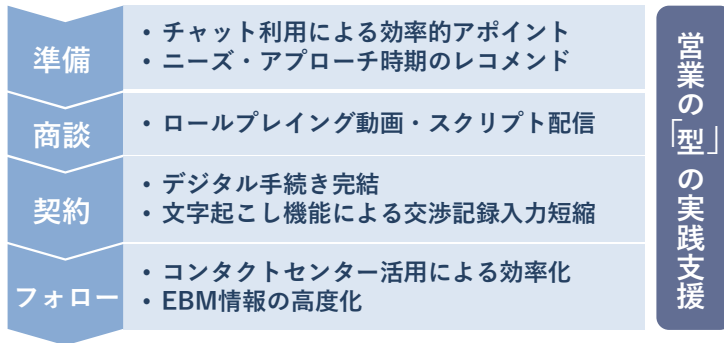 準備
• チャット利用による効率的アポイント
• ニーズ・アプローチ時期のレコメンド
商談
• ロールプレイング動画・スクリプト配信
契約
• デジタル手続き完結
• 文字起こし機能による交渉記録入力短縮
フォロー
• コンタクトセンター活用による効率化
• EBM情報の高度化
営業の「型」の実践支援